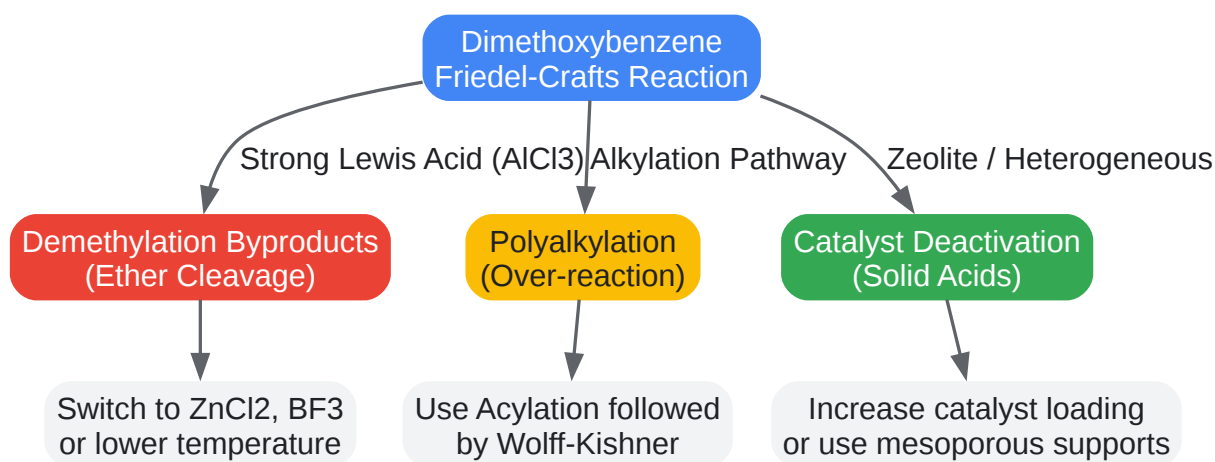 Dimethoxybenzene
Friedel-Crafts Reaction
Strong Lewis Acid (AlCl3)
Alkylation Pathway
Zeolite / Heterogeneous
Demethylation Byproducts
(Ether Cleavage)
Polyalkylation
(Over-reaction)
Catalyst Deactivation
(Solid Acids)
Switch to ZnCl2, BF3
or lower temperature
Use Acylation followed
by Wolff-Kishner
Increase catalyst loading
or use mesoporous supports